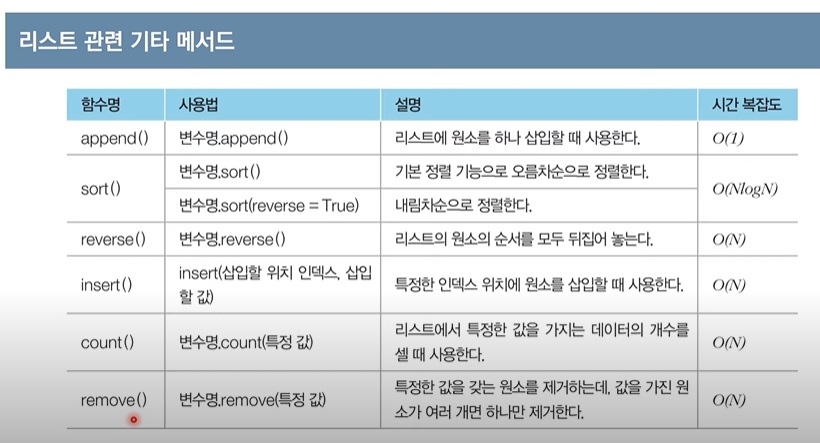 리스트 관련 기타 메서드
함수명 사용법 설명 시간 복잡도
append() 변수명.append() 리스트에 원소를 하나 삽입할 때 사용한다. O(1)
sort() 변수명.sort() 기본 정렬 기능으로 오름차순으로 정렬한다. O(NlogN)
변수명.sort(reverse = True) 내림차순으로 정렬한다.
reverse() 변수명.reverse() 리스트의 원소의 순서를 모두 뒤집어 놓는다. O(N)
insert() insert(삽입할 위치 인덱스, 삽입
할 값) 특정한 인덱스 위치에 원소를 삽입할 때 사용한다. O(N)
count() 변수명.count(특정 값) 리스트에서 특정한 값을 가지는 데이터의 개수를
셀 때 사용한다. O(N)
remove() 변수명.remove(특정 값) 특정한 값을 갖는 원소를 제거하는데, 값을 가진 원
소가 여러 개면 하나만 제거한다. O(N)